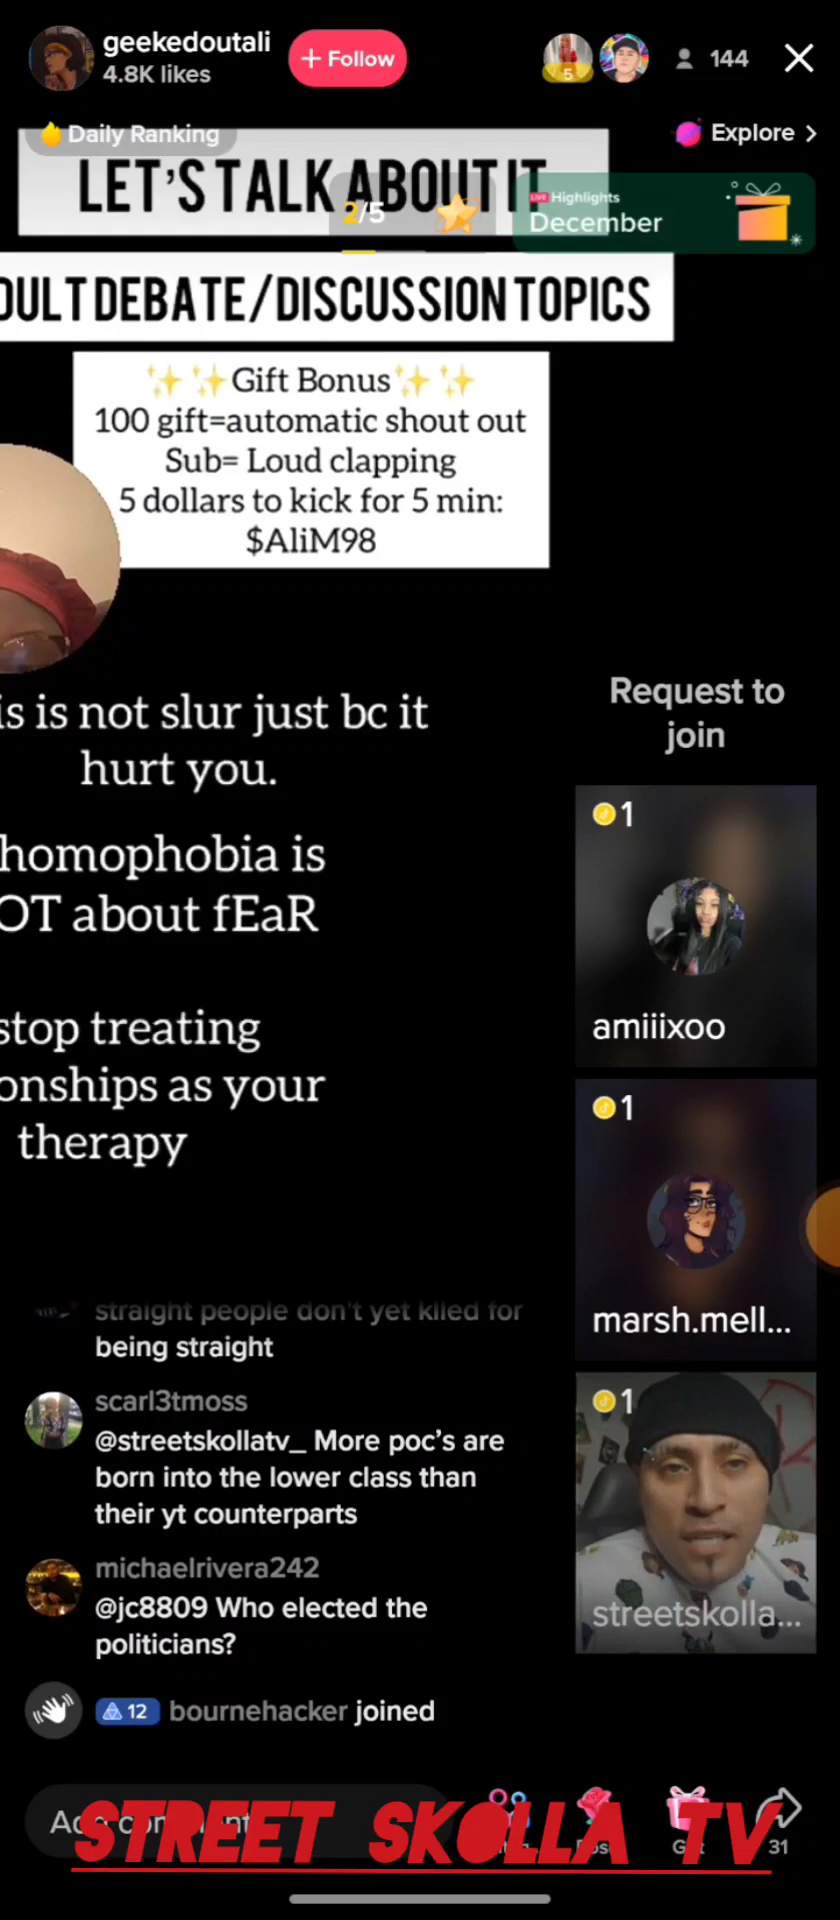 geekedoutali
4.8K likes
+ Follow
5
144
Daily Ranking
Explore >
LET'S TALK ABOUT IT
2/5
LIVE Highlights
December
DULT DEBATE/DISCUSSION TOPICS
✨ ✨Gift Bonus✨ ✨
100 gift=automatic shout out
Sub= Loud clapping
5 dollars to kick for 5 min:
$AliM98
is is not slur just bc it
hurt you.
homophobia is
OT about fEaR
stop treating
onships as your
therapy
Request to
join
1
amiiixoo
1
marsh.mell...
1
streetskolla...
straight people don't yet klled for
being straight
scarl3tmoss
@streetskollatv_ More poc's are
born into the lower class than
their yt counterparts
michaelrivera242
@jc8809 Who elected the
politicians?
12 bournehacker joined
STREET SKOLLA TV
31